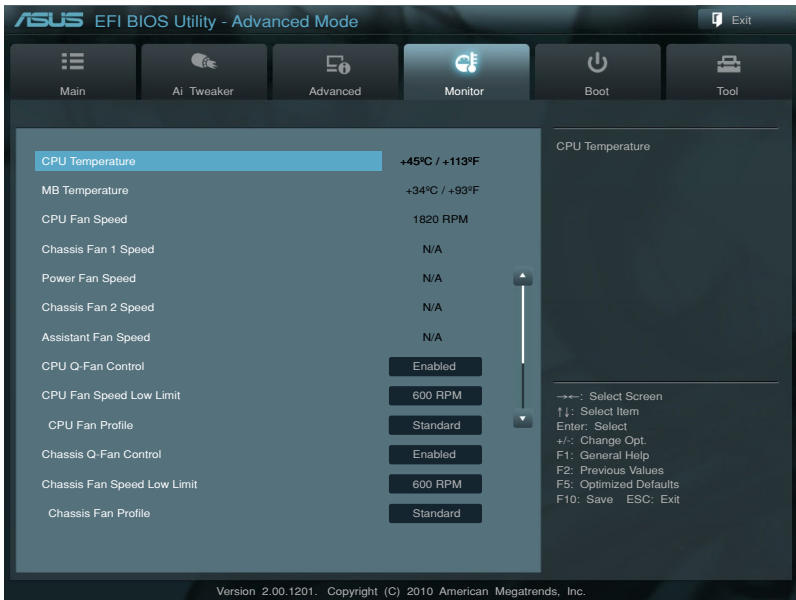 ASUS EFI BIOS Utility - Advanced Mode
Exit
Main
Ai Tweaker
Advanced
Monitor
Boot
Tool
CPU Temperature +45ºC / +113ºF
MB Temperature +34ºC / +93ºF
CPU Fan Speed 1820 RPM
Chassis Fan 1 Speed N/A
Power Fan Speed N/A
Chassis Fan 2 Speed N/A
Assistant Fan Speed N/A
CPU Q-Fan Control Enabled
CPU Fan Speed Low Limit 600 RPM
CPU Fan Profile Standard
Chassis Q-Fan Control Enabled
Chassis Fan Speed Low Limit 600 RPM
Chassis Fan Profile Standard
CPU Temperature
→←: Select Screen
↑↓: Select Item
Enter: Select
+/-: Change Opt.
F1: General Help
F2: Previous Values
F5: Optimized Defaults
F10: Save ESC: Exit
Version 2.00.1201. Copyright (C) 2010 American Megatrends, Inc.